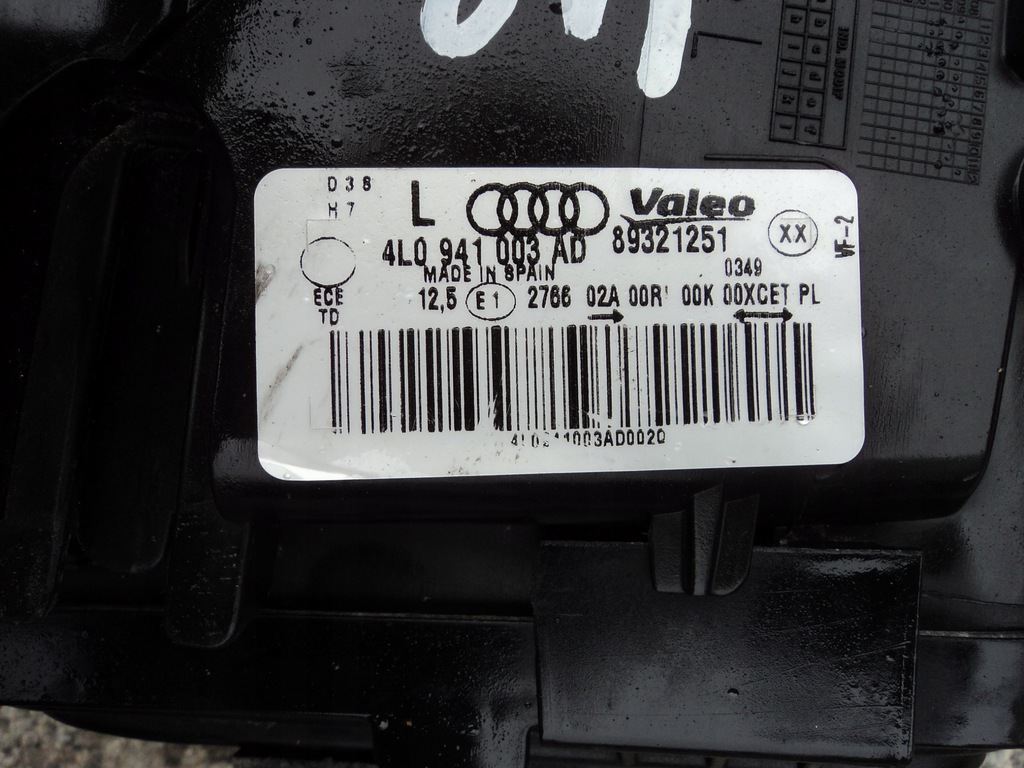 D38
H7
L Valeo
4L0 941 003 AD 89321251 XX VF-2
MADE IN SPAIN 0349
ECE 12,5 E1 2766 02A 00R 00K 00XCET PL
TD